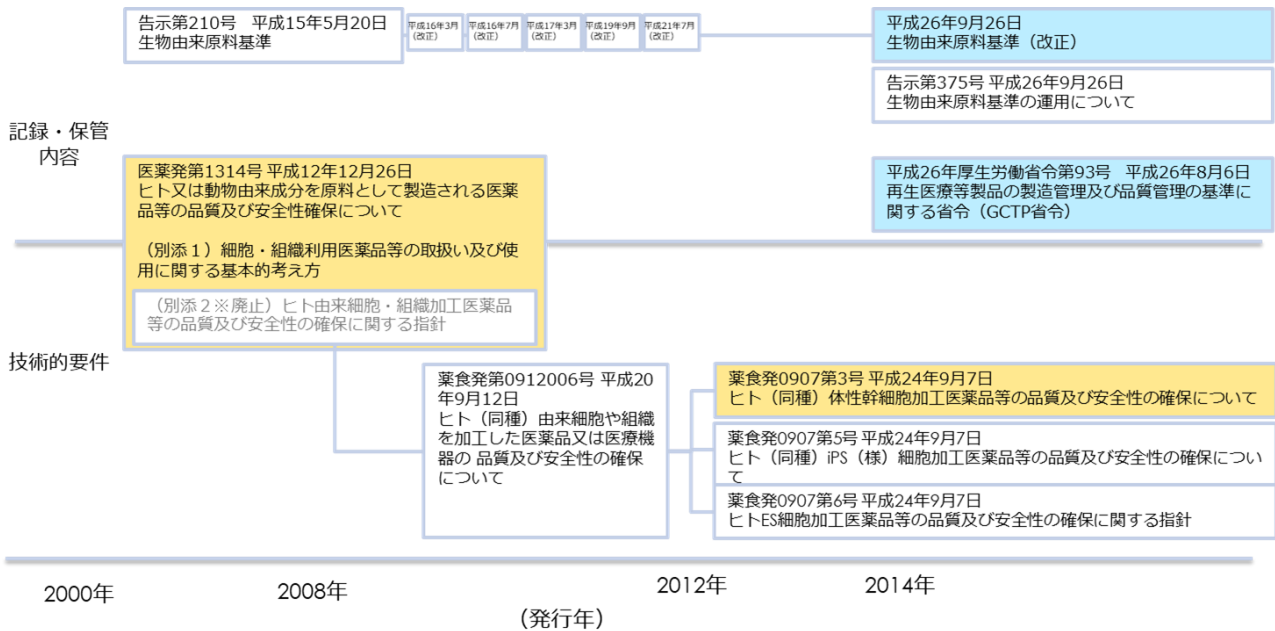 告示第210号　平成15年5月20日
生物由来原料基準
平成16年3月
（改正）
平成16年7月
（改正）
平成17年3月
（改正）
平成19年9月
（改正）
平成21年7月
（改正）
平成26年9月26日
生物由来原料基準（改正）
告示第375号 平成26年9月26日
生物由来原料基準の運用について
記録・保管
内容
医薬発第1314号 平成12年12月26日
ヒト又は動物由来成分を原料として製造される医薬
品等の品質及び安全性確保について
（別添１）細胞・組織利用医薬品等の取扱い及び使
用に関する基本的考え方
（別添２※廃止）ヒト由来細胞・組織加工医薬品
等の品質及び安全性の確保に関する指針
平成26年厚生労働省令第93号　平成26年8月6日
再生医療等製品の製造管理及び品質管理の基準に
関する省令（GCTP省令）
技術的要件
薬食発第0912006号 平成20
年9月12日
ヒト（同種）由来細胞や組織
を加工した医薬品又は医療機
器の 品質及び安全性の確保
について
薬食発0907第3号 平成24年9月7日
ヒト（同種）体性幹細胞加工医薬品等の品質及び安全性の確保について
薬食発0907第5号 平成24年9月7日
ヒト（同種）iPS（様）細胞加工医薬品等の品質及び安全性の確保につい
て
薬食発0907第6号 平成24年9月7日
ヒトES細胞加工医薬品等の品質及び安全性の確保に関する指針
2000年
2008年
2012年
2014年
（発行年）